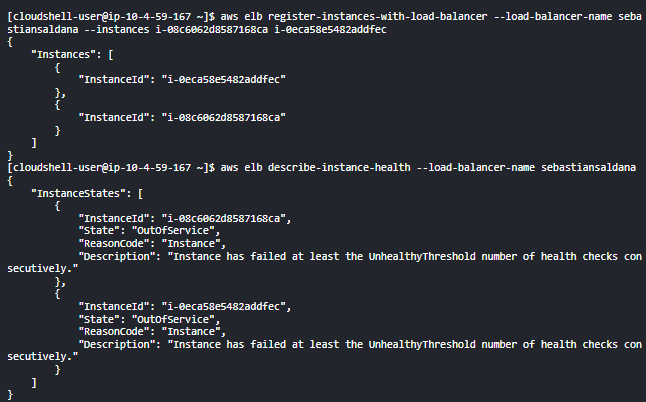 [cloudshell-user@ip-10-4-59-167 ~]$ aws elb register-instances-with-load-balancer --load-balancer-name seba
stiansaldana --instances i-08c6062d8587168ca i-0eca58e5482addfec
{
    "Instances": [
        {
            "InstanceId": "i-0eca58e5482addfec"
        },
        {
            "InstanceId": "i-08c6062d8587168ca"
        }
    ]
}
[cloudshell-user@ip-10-4-59-167 ~]$ aws elb describe-instance-health --load-balancer-name sebastiansaldana
{
    "InstanceStates": [
        {
            "InstanceId": "i-08c6062d8587168ca",
            "State": "OutOfService",
            "ReasonCode": "Instance",
            "Description": "Instance has failed at least the UnhealthyThreshold number of health checks con
secutively."
        },
        {
            "InstanceId": "i-0eca58e5482addfec",
            "State": "OutOfService",
            "ReasonCode": "Instance",
            "Description": "Instance has failed at least the UnhealthyThreshold number of health checks con
secutively."
        }
    ]
}